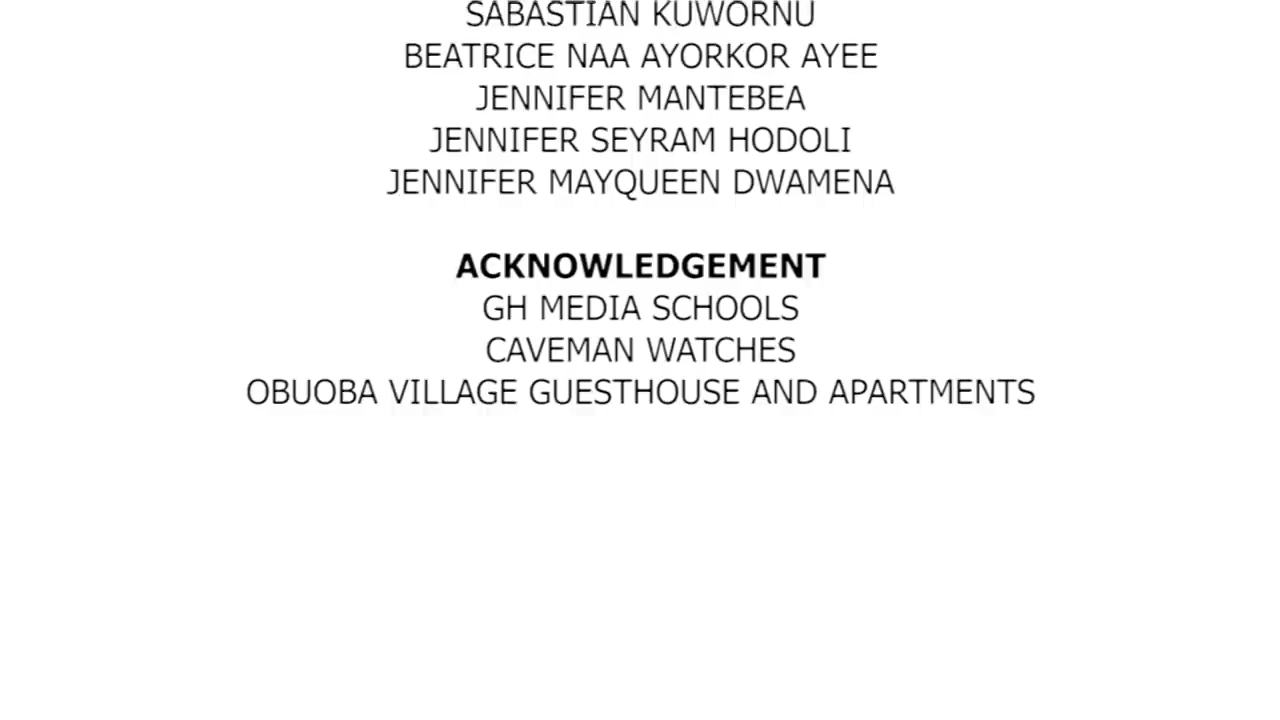 SABASTIAN KUWORNU
BEATRICE NAA AYORKOR AYEE
JENNIFER MANTEBEA
JENNIFER SEYRAM HODOLI
JENNIFER MAYQUEEN DWAMENA
ACKNOWLEDGEMENT
GH MEDIA SCHOOLS
CAVEMAN WATCHES
OBUOBA VILLAGE GUESTHOUSE AND APARTMENTS